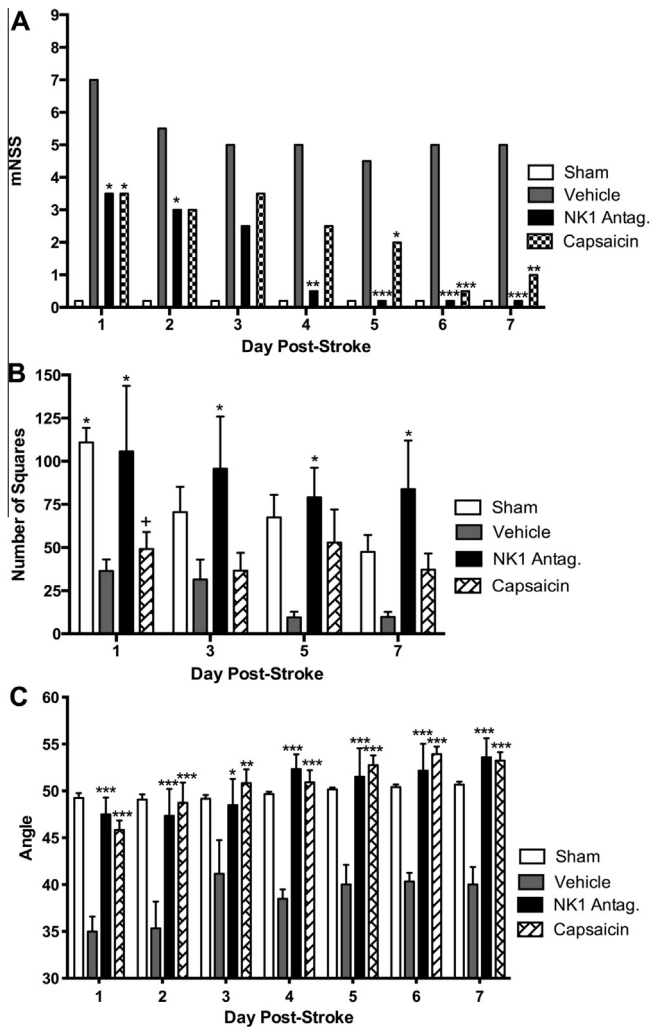 A
9
8
7
6
5
4
3
2
1
0
mNSS
* *
*
**
***
*
***
***
***
**
Sham
Vehicle
NK1 Antag.
Capsaicin
1 2 3 4 5 6 7
Day Post-Stroke
B
150
125
100
75
50
25
0
Number of Squares
*
*
+
*
*
*
Sham
Vehicle
NK1 Antag.
Capsaicin
1 3 5 7
Day Post-Stroke
C
60
55
50
45
40
35
30
Angle
***
***
***
***
*
**
***
***
***
***
***
***
***
***
Sham
Vehicle
NK1 Antag.
Capsaicin
1 2 3 4 5 6 7
Day Post-Stroke